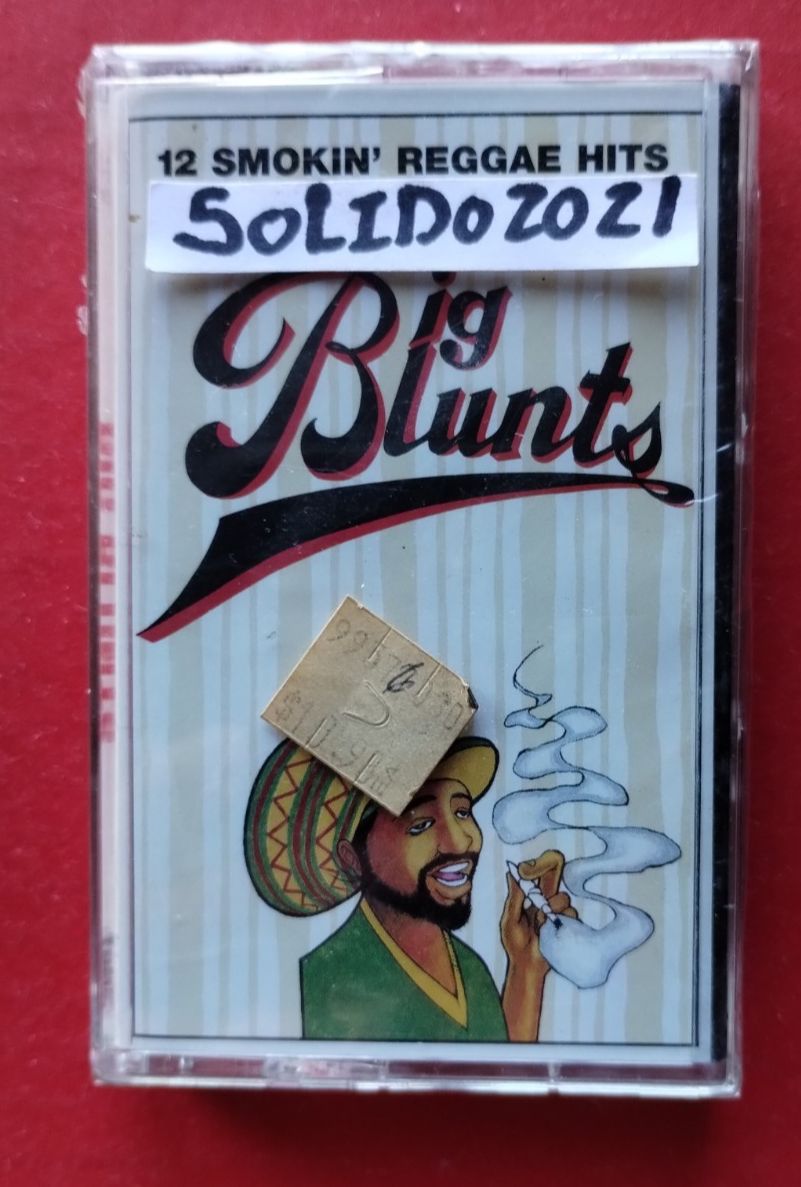 12 SMOKIN' REGGAE HITS
SOLIDO2021
Big
Blunts